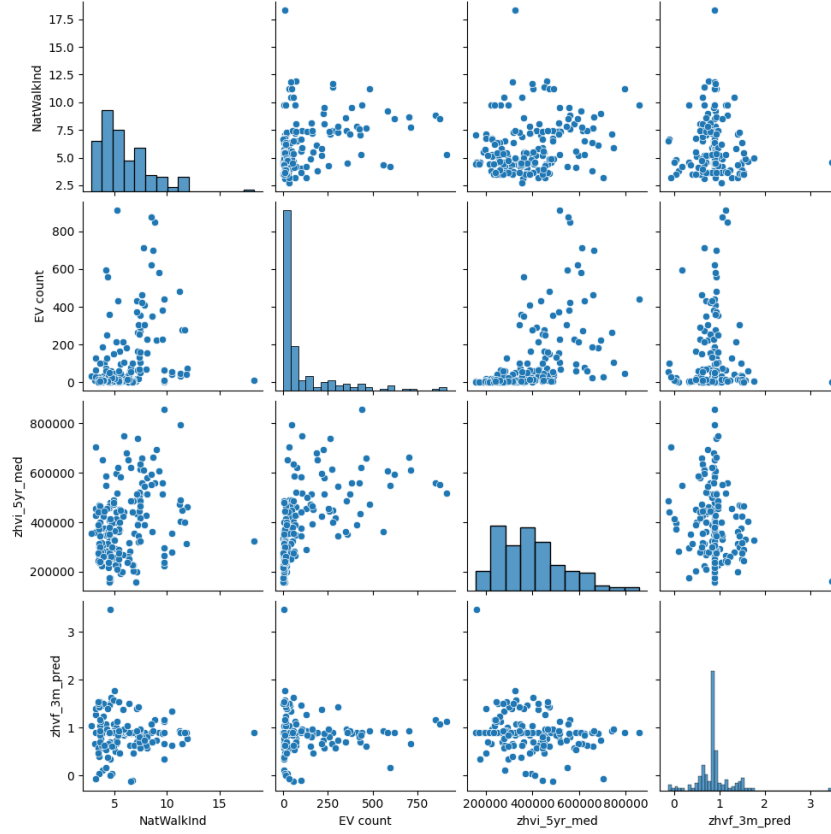 17.5
15.0
12.5
10.0
7.5
5.0
2.5
NatWalkInd
800
600
400
200
0
EV count
800000
600000
400000
200000
zhvi_5yr_med
3
2
1
0
zhvf_3m_pred
5 10 15
NatWalkInd
0 250 500 750
EV count
200000 400000 600000 800000
zhvi_5yr_med
0 1 2 3
zhvf_3m_pred